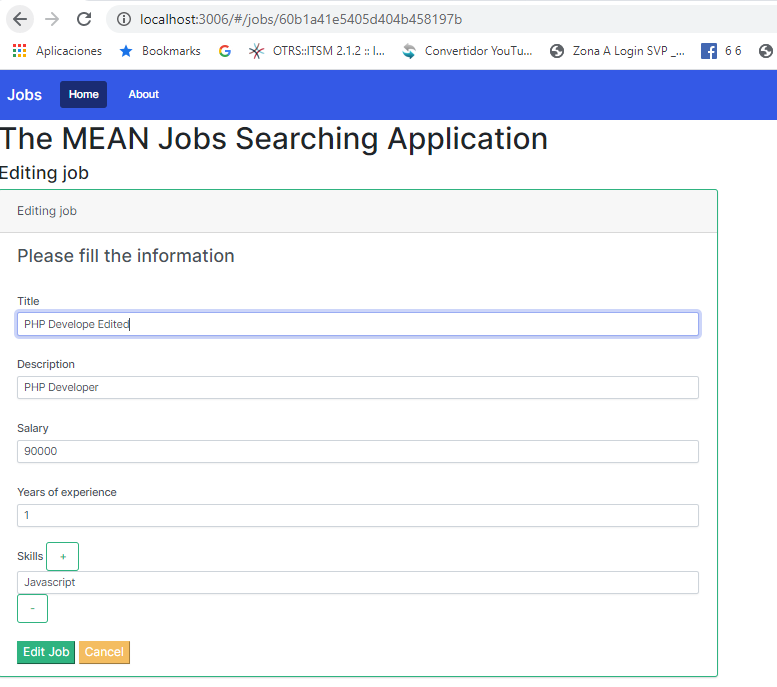 localhost:3006/#/jobs/60b1a41e5405d404b458197b
Aplicaciones Bookmarks OTRS::ITSM 2.1.2 :: I... Convertidor YouTu... Zona A Login SVP _... 6 6
Jobs Home About
The MEAN Jobs Searching Application
Editing job
Editing job
Please fill the information
Title
PHP Develope Edited
Description
PHP Developer
Salary
90000
Years of experience
1
Skills +
Javascript
-
Edit Job Cancel